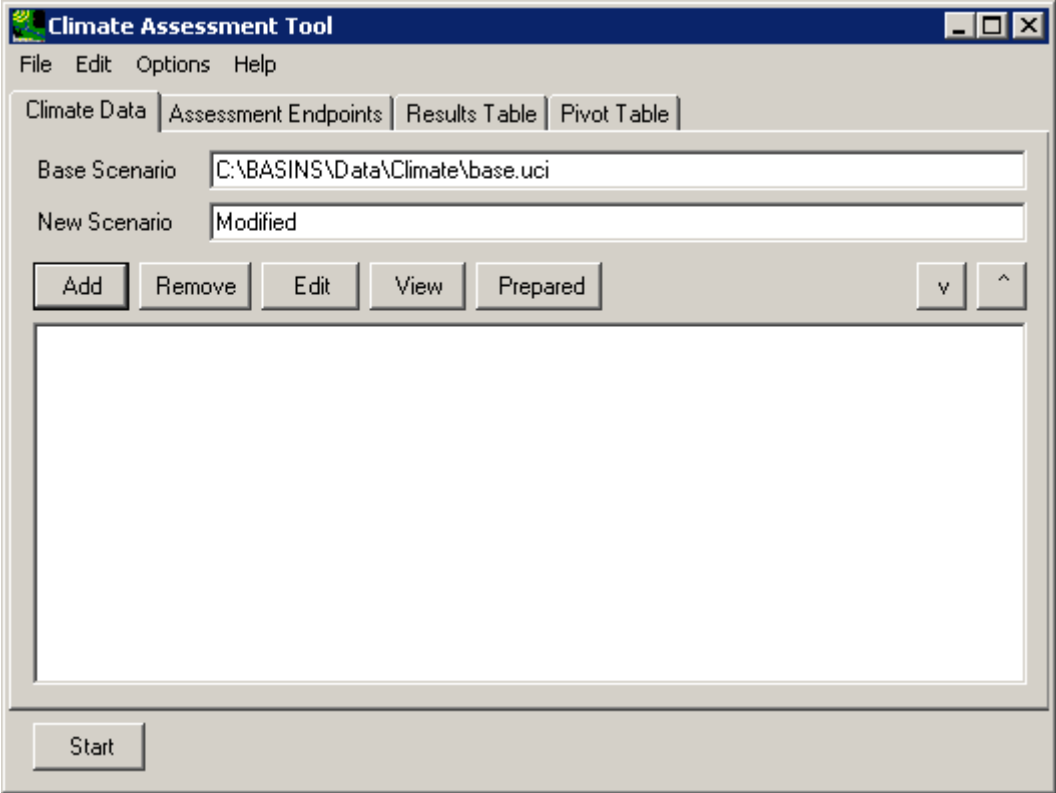 Climate Assessment Tool
File Edit Options Help
Climate Data Assessment Endpoints Results Table Pivot Table
Base Scenario C:\BASINS\Data\Climate\base.uci
New Scenario Modified
Add Remove Edit View Prepared v ^
Start